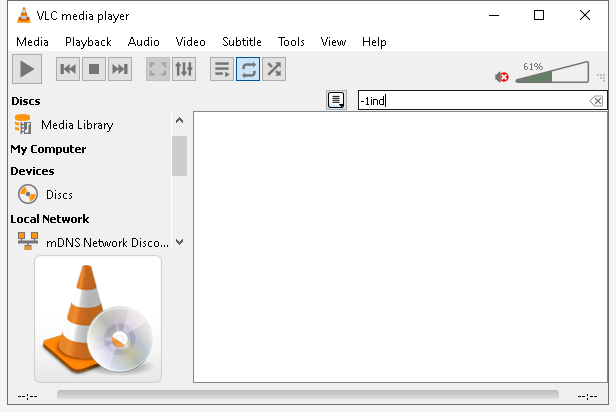 VLC media player
Media Playback Audio Video Subtitle Tools View Help
61%
Discs
-1ind
Media Library
My Computer
Devices
Discs
Local Network
mDNS Network Disco...
--:-- --:--